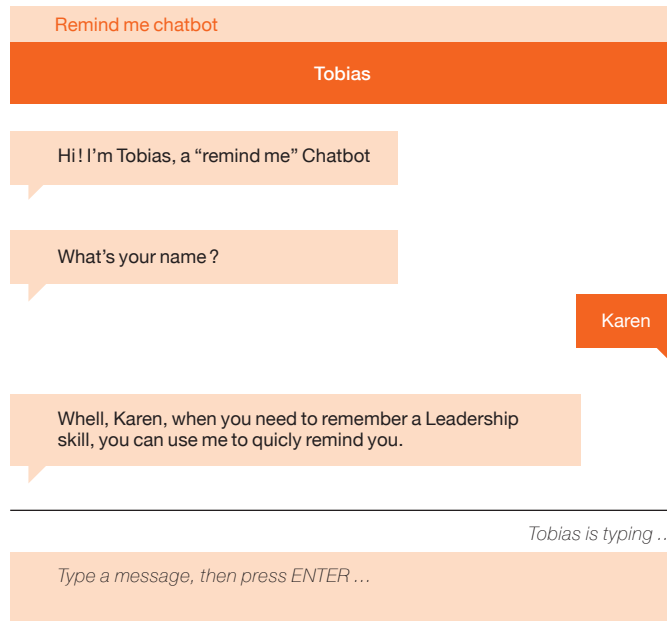 Remind me chatbot
Tobias
Hi! I'm Tobias, a “remind me” Chatbot
What's your name?
Karen
Whell, Karen, when you need to remember a Leadership
skill, you can use me to quicly remind you.
Tobias is typing ..
Type a message, then press ENTER ...